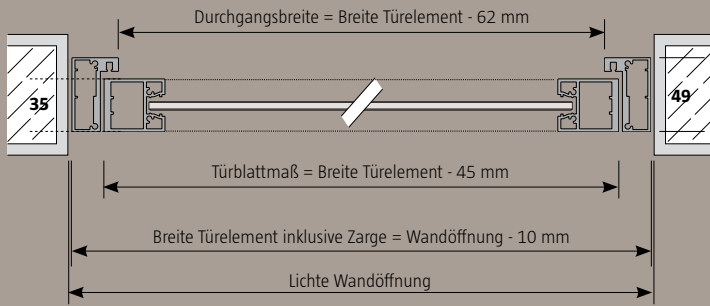 Durchgangsbreite = Breite Türelement - 62 mm
35
49
Türblattmaß = Breite Türelement - 45 mm
Breite Türelement inklusive Zarge = Wandöffnung - 10 mm
Lichte Wandöffnung